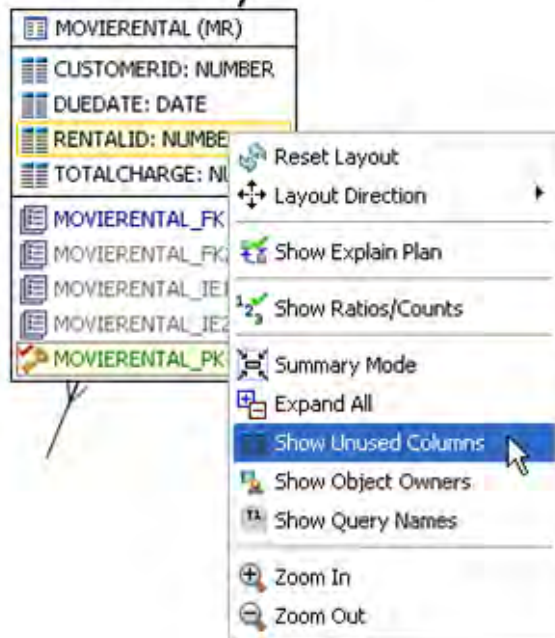 MOVIERENTAL (MR)
CUSTOMERID: NUMBER
DUEDATE: DATE
RENTALID: NUMBE
TOTALCHARGE: NU
MOVIERENTAL_FK
MOVIERENTAL_FK
MOVIERENTAL_IE1
MOVIERENTAL_IE2
MOVIERENTAL_PK
Reset Layout
Layout Direction
Show Explain Plan
Show Ratios/Counts
Summary Mode
Expand All
Show Unused Columns
Show Object Owners
Show Query Names
Zoom In
Zoom Out